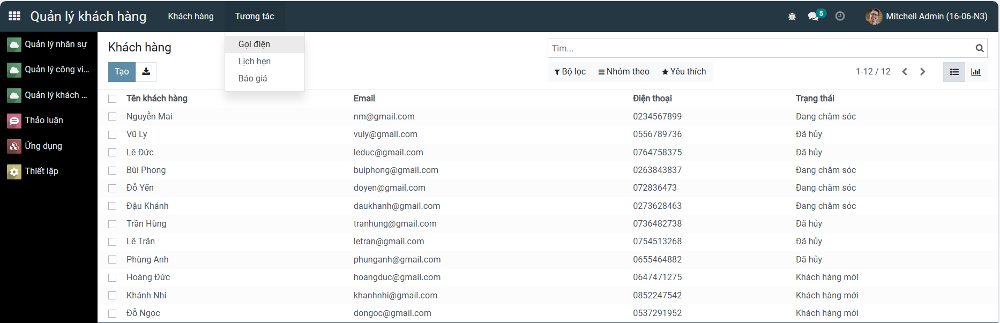 Quản lý khách hàng Khách hàng Tương tác 5 Mitchell Admin (16-06-N3)
Quản lý nhân sự
Quản lý công vi...
Quản lý khách ...
Thảo luận
Ứng dụng
Thiết lập
Khách hàng
Tạo
Gọi điện
Lịch hẹn
Báo giá
Tìm...
Bộ lọc Nhóm theo Yêu thích 1-12 / 12
Tên khách hàng Email Điện thoại Trạng thái
Nguyễn Mai nm@gmail.com 0234567899 Đang chăm sóc
Vũ Ly vuly@gmail.com 0556789736 Đã hủy
Lê Đức leduc@gmail.com 0764758375 Đã hủy
Bùi Phong buiphong@gmail.com 0263843837 Đang chăm sóc
Đỗ Yến doyen@gmail.com 072836473 Đang chăm sóc
Đậu Khánh daukhanh@gmail.com 0273628463 Đang chăm sóc
Trần Hùng tranhung@gmail.com 0736482738 Đã hủy
Lê Trân letran@gmail.com 0754513268 Đã hủy
Phùng Anh phunganh@gmail.com 0655464882 Đã hủy
Hoàng Đức hoangduc@gmail.com 0647471275 Khách hàng mới
Khánh Nhi khanhnhi@gmail.com 0852247542 Khách hàng mới
Đỗ Ngọc dongoc@gmail.com 0537291952 Khách hàng mới